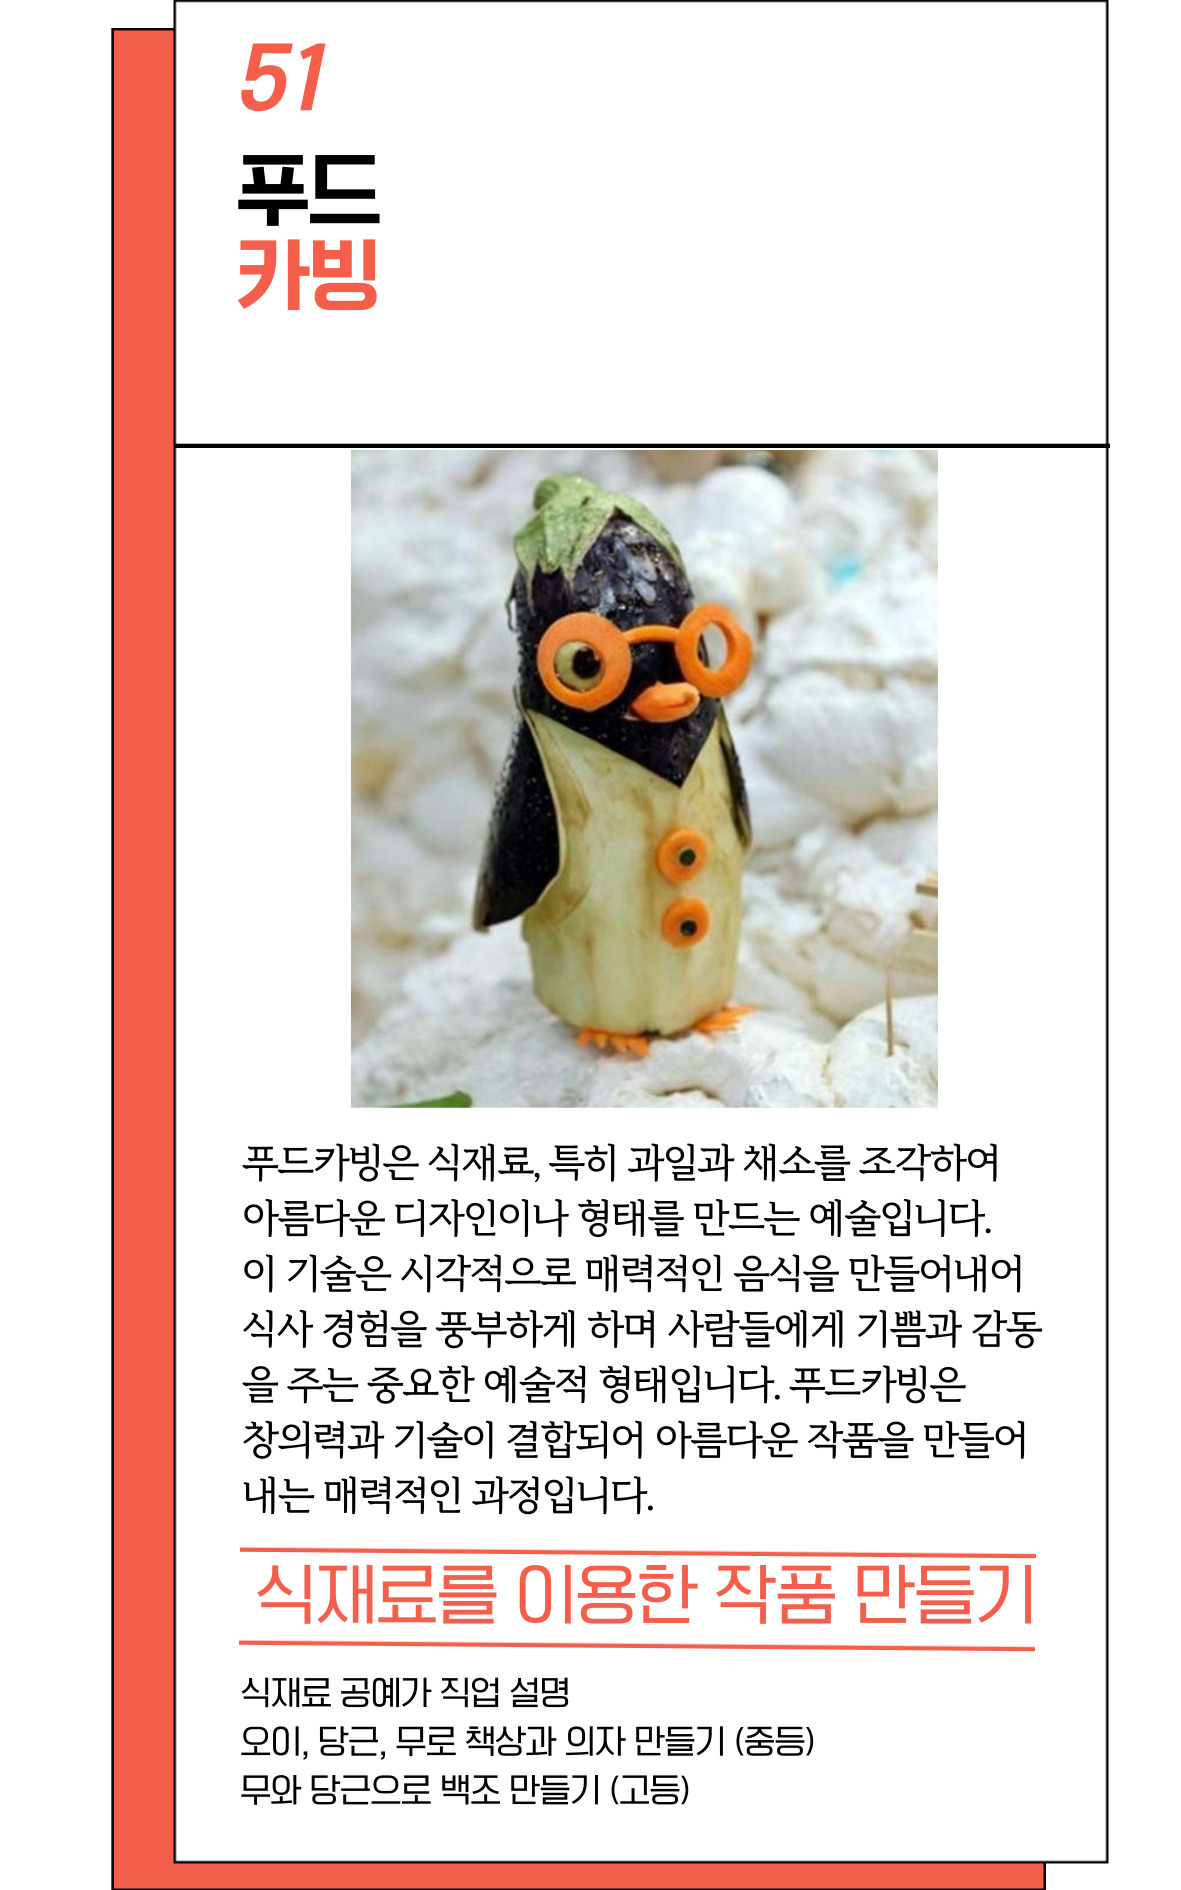 51
푸드
카빙
푸드카빙은 식재료, 특히 과일과 채소를 조각하여
아름다운 디자인이나 형태를 만드는 예술입니다.
이 기술은 시각적으로 매력적인 음식을 만들어내어
식사 경험을 풍부하게 하며 사람들에게 기쁨과 감동
을 주는 중요한 예술적 형태입니다. 푸드카빙은
창의력과 기술이 결합되어 아름다운 작품을 만들어
내는 매력적인 과정입니다.
식재료를 이용한 작품 만들기
식재료 공예가 직업 설명
오이, 당근, 무로 책상과 의자 만들기 (중등)
무와 당근으로 백조 만들기 (고등)